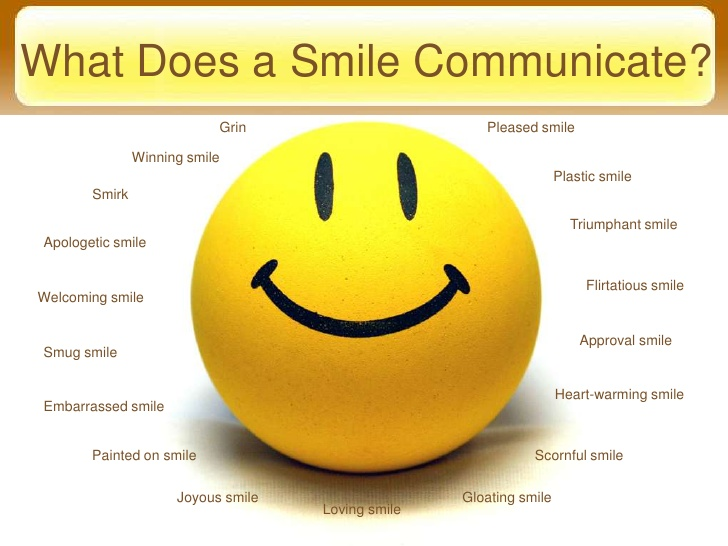 What Does a Smile Communicate?
Grin
Pleased smile
Winning smile
Plastic smile
Smirk
Triumphant smile
Apologetic smile
Flirtatious smile
Welcoming smile
Approval smile
Smug smile
Heart-warming smile
Embarrassed smile
Painted on smile
Scornful smile
Joyous smile
Gloating smile
Loving smile